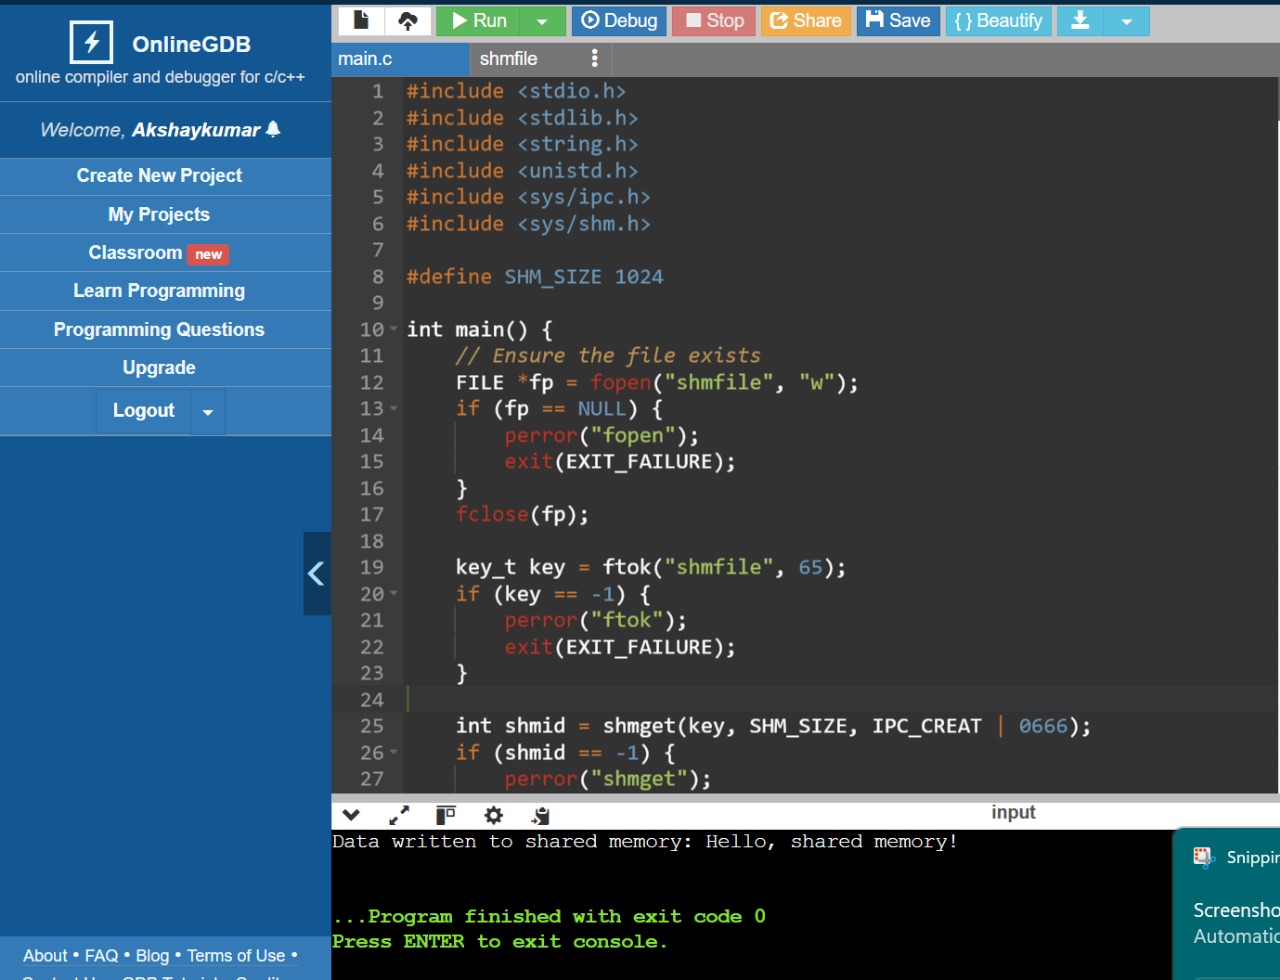 OnlineGDB
online compiler and debugger for c/c++
Welcome, Akshaykumar
Create New Project
My Projects
Classroom new
Learn Programming
Programming Questions
Upgrade
Logout
About • FAQ • Blog • Terms of Use •
Run
Debug
Stop
Share
Save
{ } Beautify
main.c
shmfile
1 #include <stdio.h>
2 #include <stdlib.h>
3 #include <string.h>
4 #include <unistd.h>
5 #include <sys/ipc.h>
6 #include <sys/shm.h>
7
8 #define SHM_SIZE 1024
9
10 int main() {
11 // Ensure the file exists
12 FILE *fp = fopen("shmfile", "w");
13 if (fp == NULL) {
14 perror("fopen");
15 exit(EXIT_FAILURE);
16 }
17 fclose(fp);
18
19 key_t key = ftok("shmfile", 65);
20 if (key == -1) {
21 perror("ftok");
22 exit(EXIT_FAILURE);
23 }
24
25 int shmid = shmget(key, SHM_SIZE, IPC_CREAT | 0666);
26 if (shmid == -1) {
27 perror("shmget");
input
Data written to shared memory: Hello, shared memory!
...Program finished with exit code 0
Press ENTER to exit console.